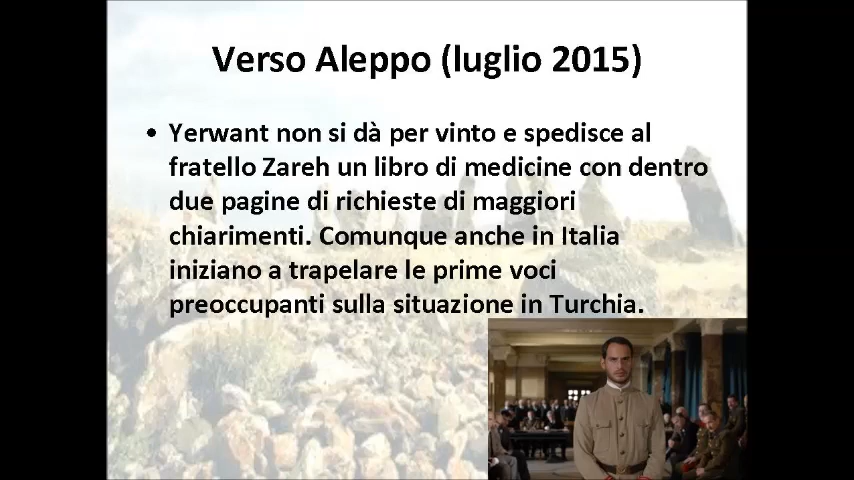 Verso Aleppo (luglio 2015)
• Yerwant non si dà per vinto e spedisce al
fratello Zareh un libro di medicine con dentro
due pagine di richieste di maggiori
chiarimenti. Comunque anche in Italia
iniziano a trapelare le prime voci
preoccupanti sulla situazione in Turchia.